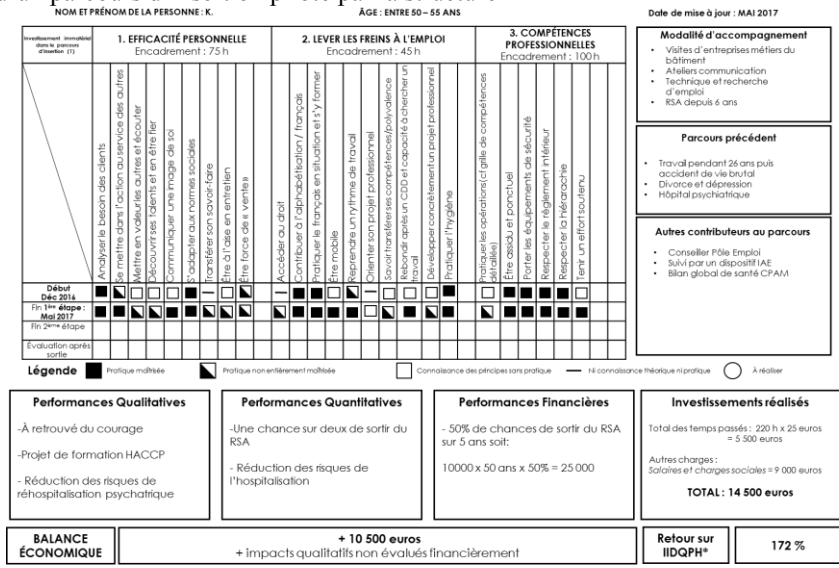 NOM ET PRÉNOM DE LA PERSONNE : K.
ÂGE : ENTRE 50 – 55 ANS
Date de mise à jour : MAI 2017
Investissement immatériel
dans le parcours
d'insertion (1)
1. EFFICACITÉ PERSONNELLE
Encadrement : 75 h
2. LEVER LES FREINS À L'EMPLOI
Encadrement : 45 h
3. COMPÉTENCES
PROFESSIONNELLES
Encadrement : 100 h
Analyser le besoin des clients
Se mettre dans l'action au service des autres
Mettre en valeur les autres et écouter
Découvrir ses talents et en être fier
Communiquer une image de soi
S'adapter aux normes sociales
Transférer son savoir-faire
Être à l'aise en entretien
Être force de « vente »
Accéder au droit
Contribuer à l'alphabétisation / français
Pratiquer le français en situation et s'y former
Être mobile
Reprendre un rythme de travail
Orienter son projet professionnel
Savoir transférer ses compétences/polyvalence
Rebondir après un CDD et capacité à chercher un
travail
Développer concrètement un projet professionnel
Pratiquer l'hygiène
Pratiquer les opérations (cf grille de compétences
détaillée)
Être assidu et ponctuel
Porter les équipements de sécurité
Respecter le règlement intérieur
Respecter la hiérarachie
Tenir un effort soutenu
Début
Déc 2016
Fin 1ère étape :
Mai 2017
Fin 2ème étape
Évaluation après
sortie
Légende
Pratique maîtrisée
Pratique non entièrement maîtrisée
Connaissance des principes sans pratique
Ni connaissance théorique ni pratique
À réaliser
Modalité d'accompagnement
• Visites d'entreprises métiers du
bâtiment
• Ateliers communication
• Technique et recherche
d'emploi
• RSA depuis 6 ans
Parcours précédent
• Travail pendant 26 ans puis
accident de vie brutal
• Divorce et dépression
• Hôpital psychiatrique
Autres contributeurs au parcours
• Conseiller Pôle Emploi
• Suivi par un dispositif IAE
• Bilan global de santé CPAM
Performances Qualitatives
-À retrouvé du courage
-Projet de formation HACCP
- Réduction des risques de
réhospitalisation psychatrique
Performances Quantitatives
-Une chance sur deux de sortir du
RSA
- Réduction des risques de
l'hospitalisation
Performances Financières
- 50% de chances de sortir du RSA
sur 5 ans soit:
10000 x 50 ans x 50% = 25 000
Investissements réalisés
Total des temps passés : 220 h x 25 euros
= 5 500 euros
Autres charges :
Salaires et charges sociales = 9 000 euros
TOTAL : 14 500 euros
BALANCE
ÉCONOMIQUE
+ 10 500 euros
+ impacts qualitatifs non évalués financièrement
Retour sur
IIDQPH*
172 %